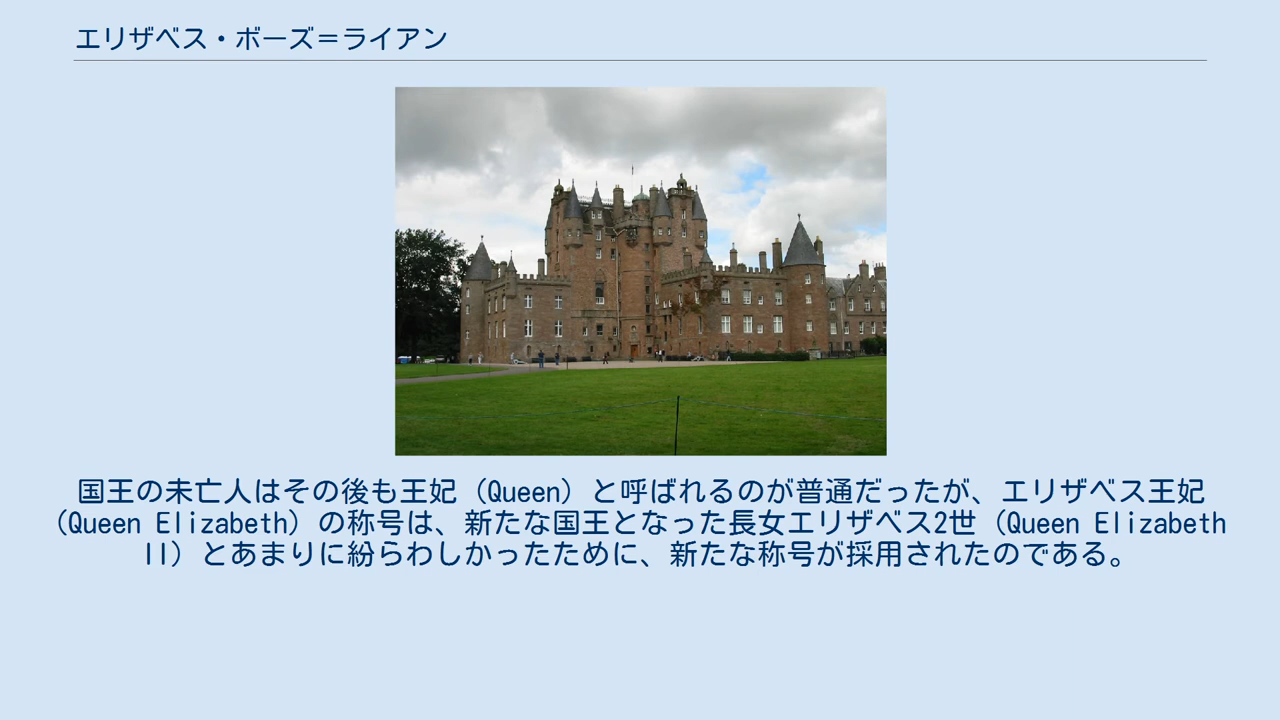 エリザベス・ボーズ＝ライアン
国王の未亡人はその後も王妃（Queen）と呼ばれるのが普通だったが、エリザベス王妃
（Queen Elizabeth）の称号は、新たな国王となった長女エリザベス2世（Queen Elizabeth
II）とあまりに紛らわしかったために、新たな称号が採用されたのである。